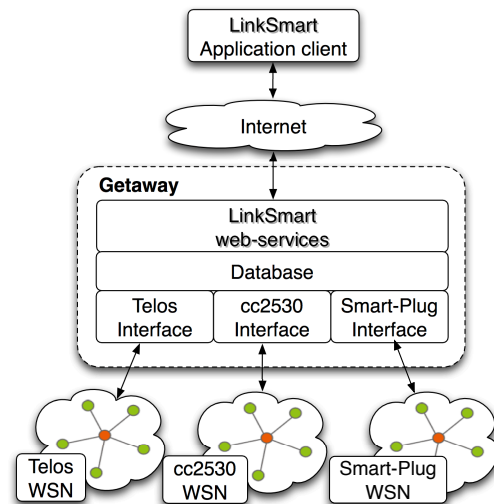 LinkSmart
Application client
Internet
Getaway
LinkSmart
web-services
Database
Telos
Interface
cc2530
Interface
Smart-Plug
Interface
Telos
WSN
cc2530
WSN
Smart-Plug
WSN